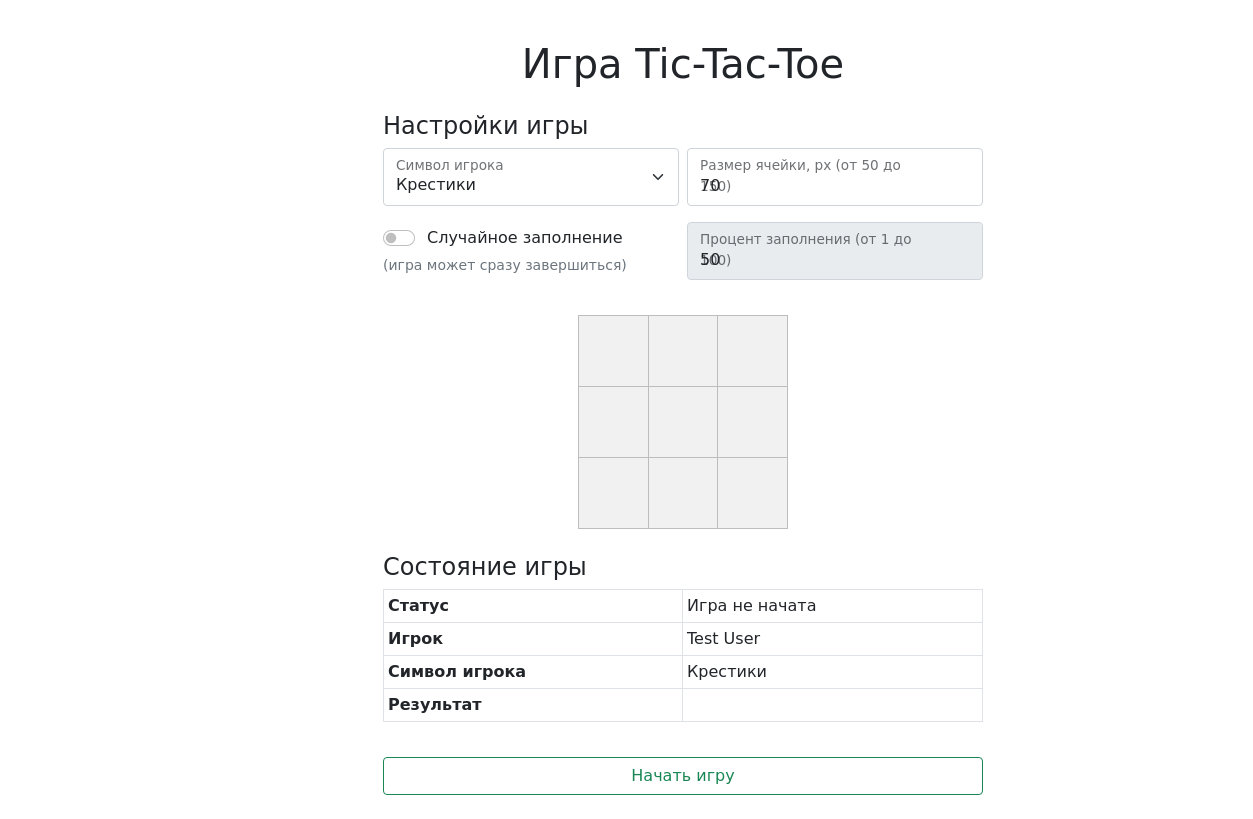 Игра Tic-Tac-Toe
Настройки игры
Символ игрока
Крестики
Размер ячейки, px (от 50 до
150)
70
Случайное заполнение
(игра может сразу завершиться)
Процент заполнения (от 1 до
100)
50
Состояние игры
Статус Игра не начата
Игрок Test User
Символ игрока Крестики
Результат
Начать игру